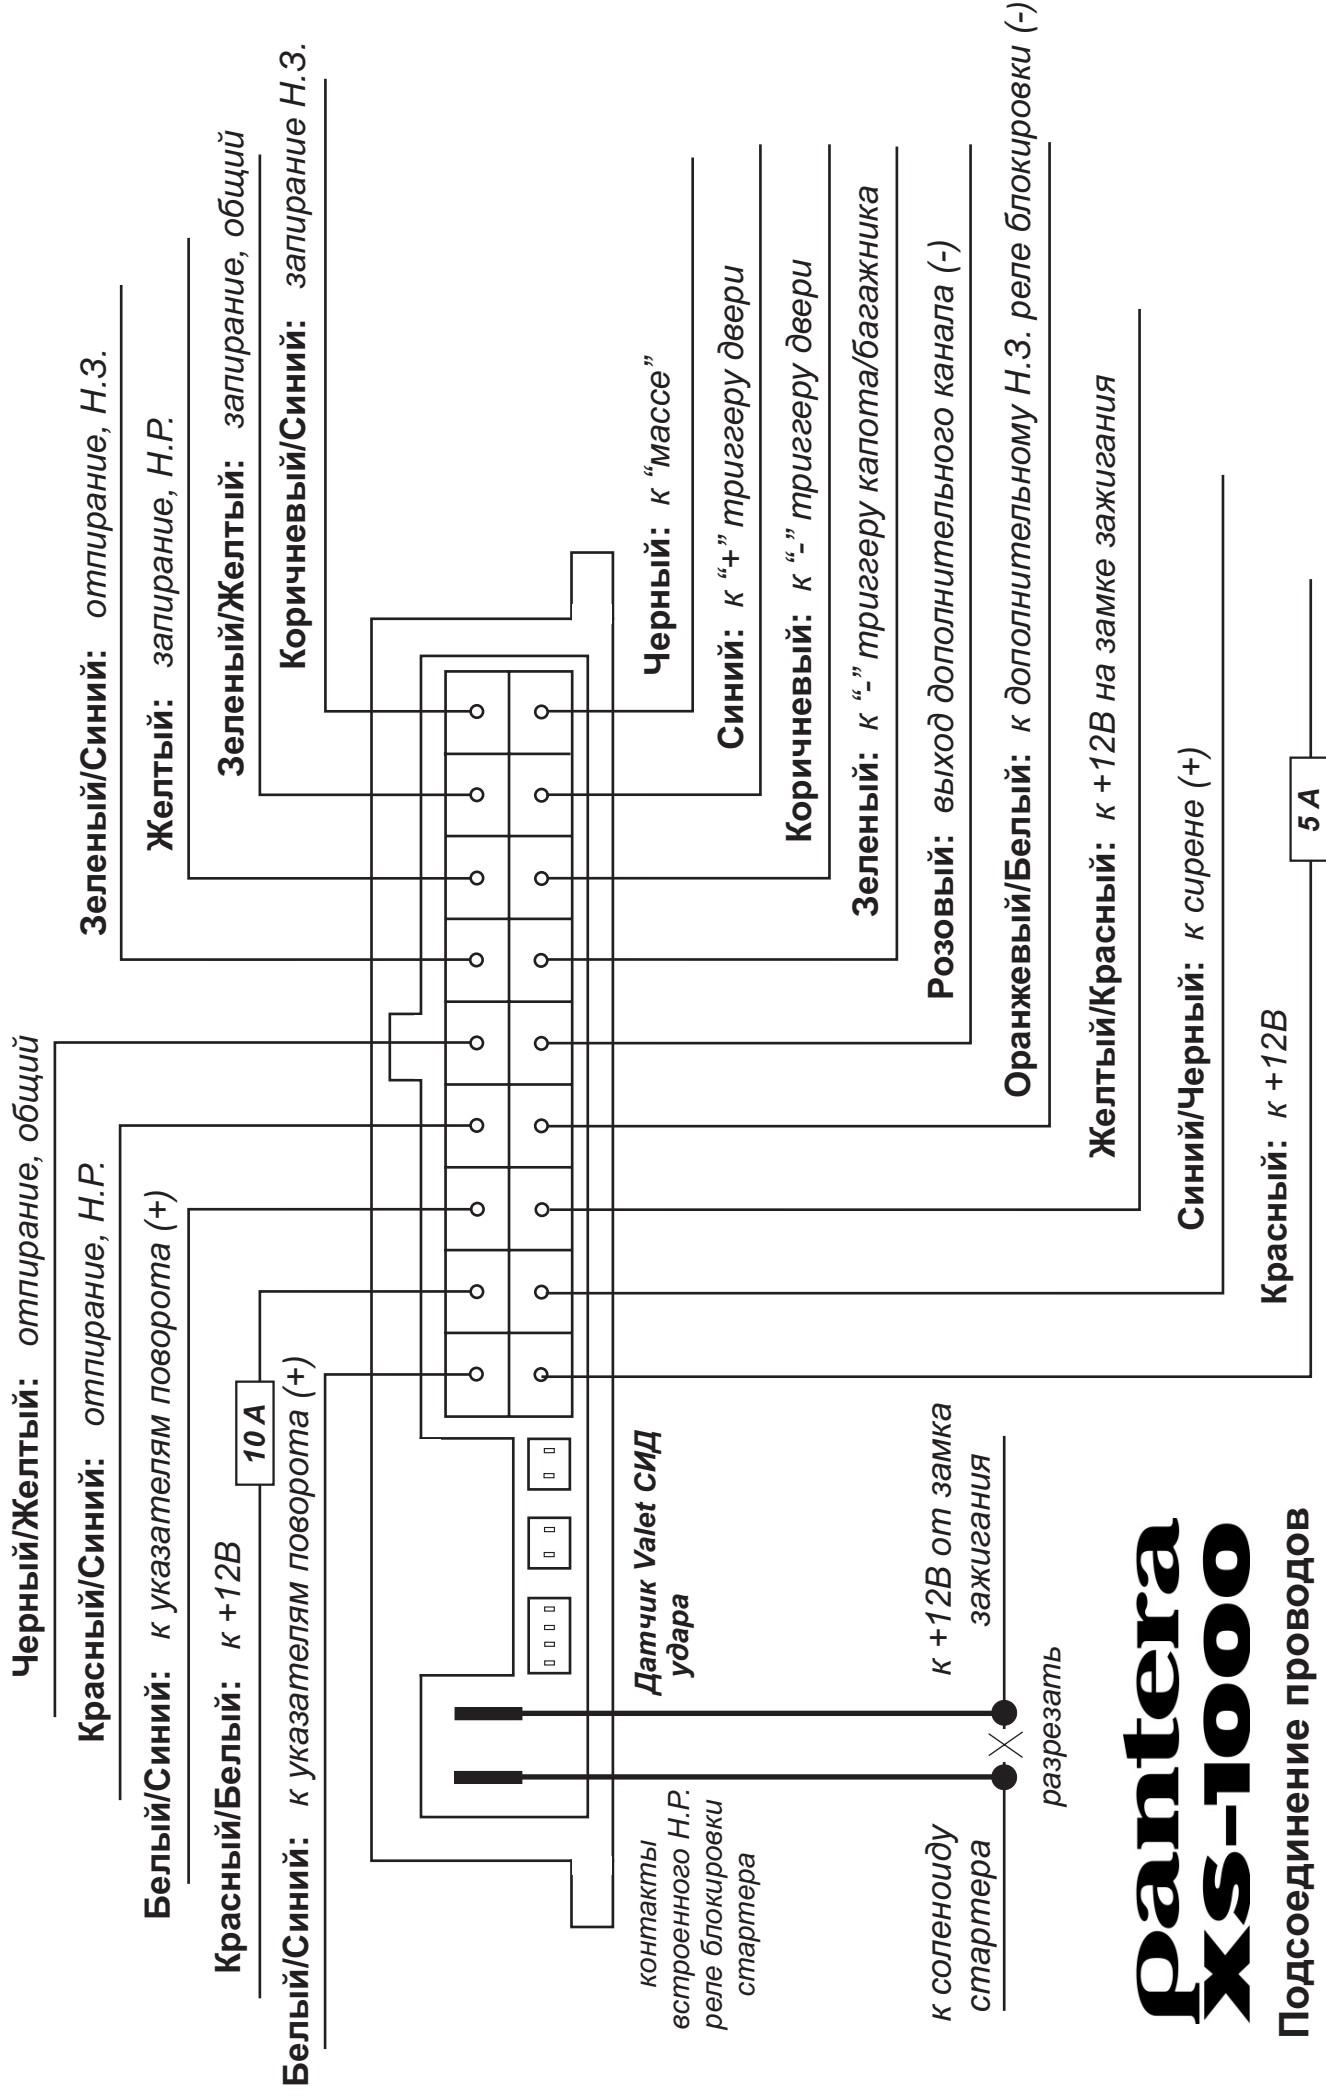 Черный/Желтый: отпирание, общий
Красный/Синий: отпирание, Н.Р.
Белый/Синий: к указателям поворота (+)
Красный/Белый: к +12В
10 А
Белый/Синий: к указателям поворота (+)
Зеленый/Синий: отпирание, Н.З.
Желтый: запирание, Н.Р.
Зеленый/Желтый: запирание, общий
Коричневый/Синий: запирание Н.З.
контакты
встроенного Н.Р.
реле блокировки
стартера
Датчик Valet СИД
удара
Черный: к “массе”
Синий: к “+” триггеру двери
Коричневый: к “-” триггеру двери
Зеленый: к “-” триггеру капота/багажника
Розовый: выход дополнительного канала (-)
Оранжевый/Белый: к дополнительному Н.З. реле блокировки (-)
Желтый/Красный: к +12В на замке зажигания
Синий/Черный: к сирене (+)
Красный: к +12В
5 А
к соленоиду
стартера
к +12В от замка
зажигания
разрезать
pantera
xs-1000
Подсоединение проводов